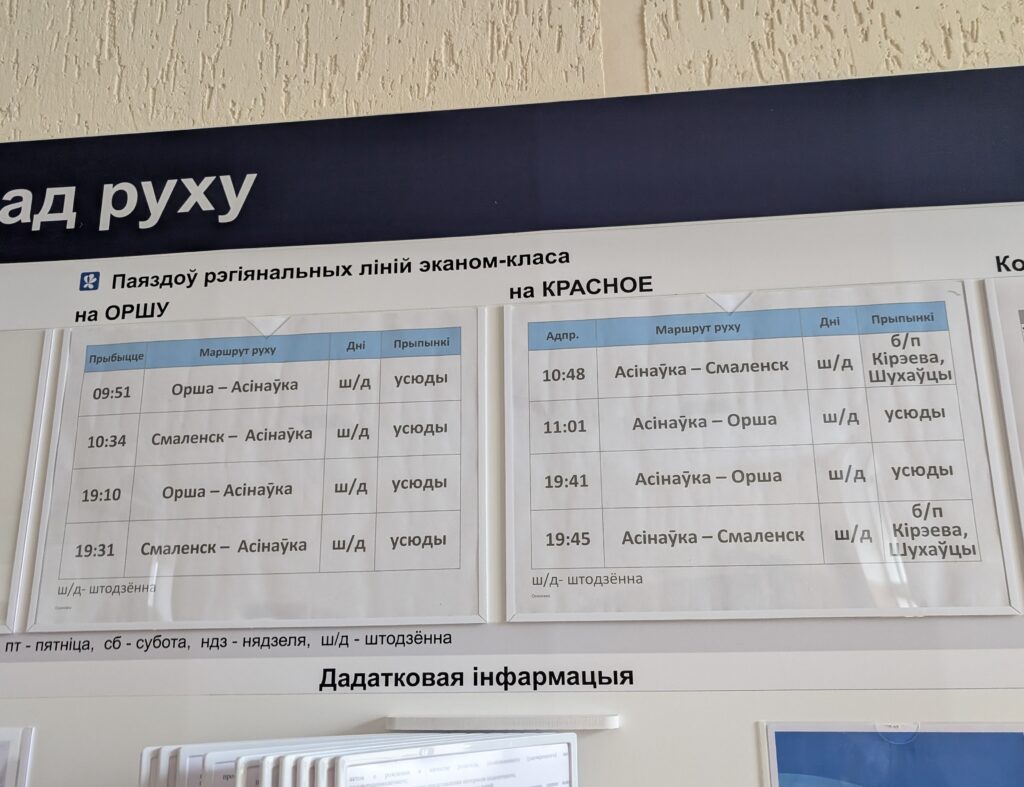 ад руху
Паяздоў рэгіянальных ліній эканом-класа
на ОРШУ
Прыбыцце Маршрут руху Дні Прыпынкі
09:51 Орша – Асінаўка ш/д усюды
10:34 Смаленск – Асінаўка ш/д усюды
19:10 Орша – Асінаўка ш/д усюды
19:31 Смаленск – Асінаўка ш/д усюды
ш/д- штодзённа
на КРАСНОЕ
Адпр. Маршрут руху Дні Прыпынкі
10:48 Асінаўка – Смаленск ш/д б/п
Кірэева,
Шухаўцы
11:01 Асінаўка – Орша ш/д усюды
19:41 Асінаўка – Орша ш/д усюды
19:45 Асінаўка – Смаленск ш/д б/п
Кірэева,
Шухаўцы
ш/д- штодзённа
Ко
пт - пятніца, сб - субота, ндз - нядзеля, ш/д - штодзённа
Дадатковая інфармацыя